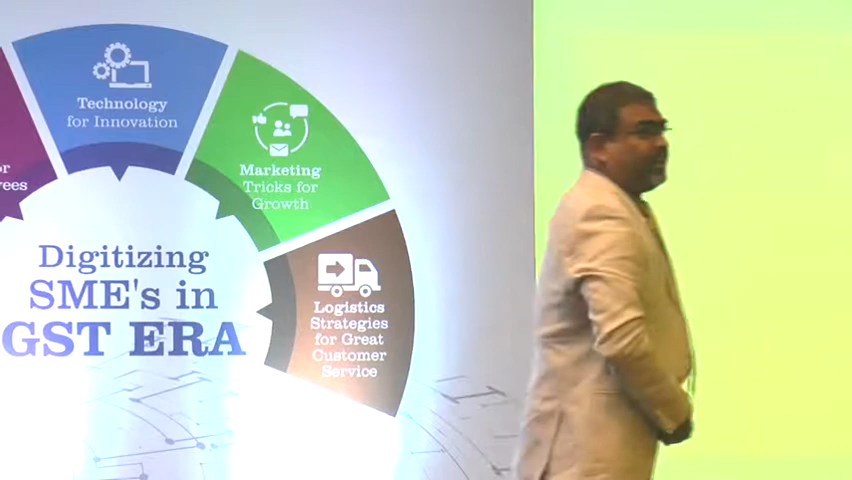 Technology
for Innovation
Marketing
Tricks for
Growth
Digitizing
SME's in
GST ERA
Logistics
Strategies
for Great
Customer
Service